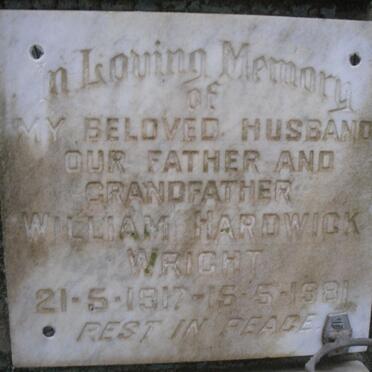 In Loving Memory
of
MY BELOVED HUSBAND
OUR FATHER AND
GRANDFATHER
WILLIAM HARDWICK
WRIGHT
21-5-1917-15-5-1981
REST IN PEACE